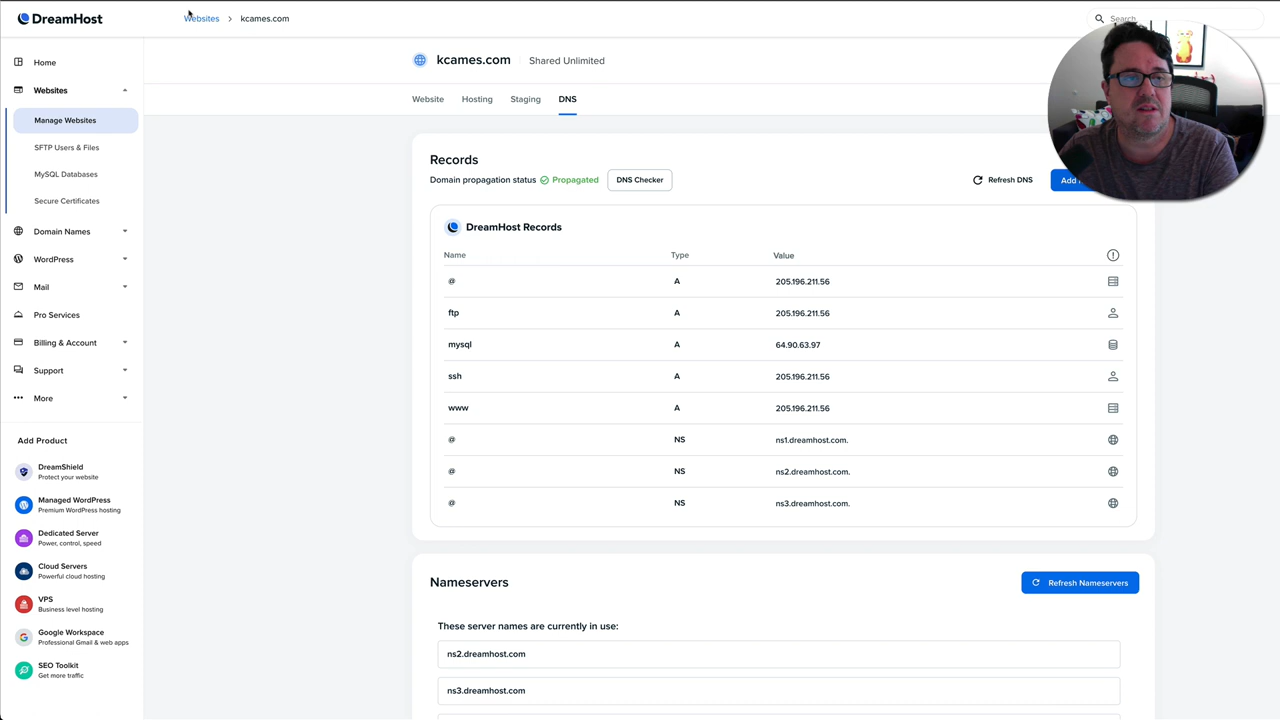 DreamHost
Websites > kcames.com
Search
Home
Websites
Manage Websites
SFTP Users & Files
MySQL Databases
Secure Certificates
Domain Names
WordPress
Mail
Pro Services
Billing & Account
Support
More
Add Product
DreamShield
Protect your website
Managed WordPress
Premium WordPress hosting
Dedicated Server
Power, control, speed
Cloud Servers
Powerful cloud hosting
VPS
Business level hosting
Google Workspace
Professional Gmail & web apps
SEO Toolkit
Get more traffic
kcames.com Shared Unlimited
Website Hosting Staging DNS
Records
Domain propagation status Propagated DNS Checker Refresh DNS Add
DreamHost Records
Name Type Value
@ A 205.196.211.56
ftp A 205.196.211.56
mysql A 64.90.63.97
ssh A 205.196.211.56
www A 205.196.211.56
@ NS ns1.dreamhost.com.
@ NS ns2.dreamhost.com.
@ NS ns3.dreamhost.com.
Nameservers
Refresh Nameservers
These server names are currently in use:
ns2.dreamhost.com
ns3.dreamhost.com